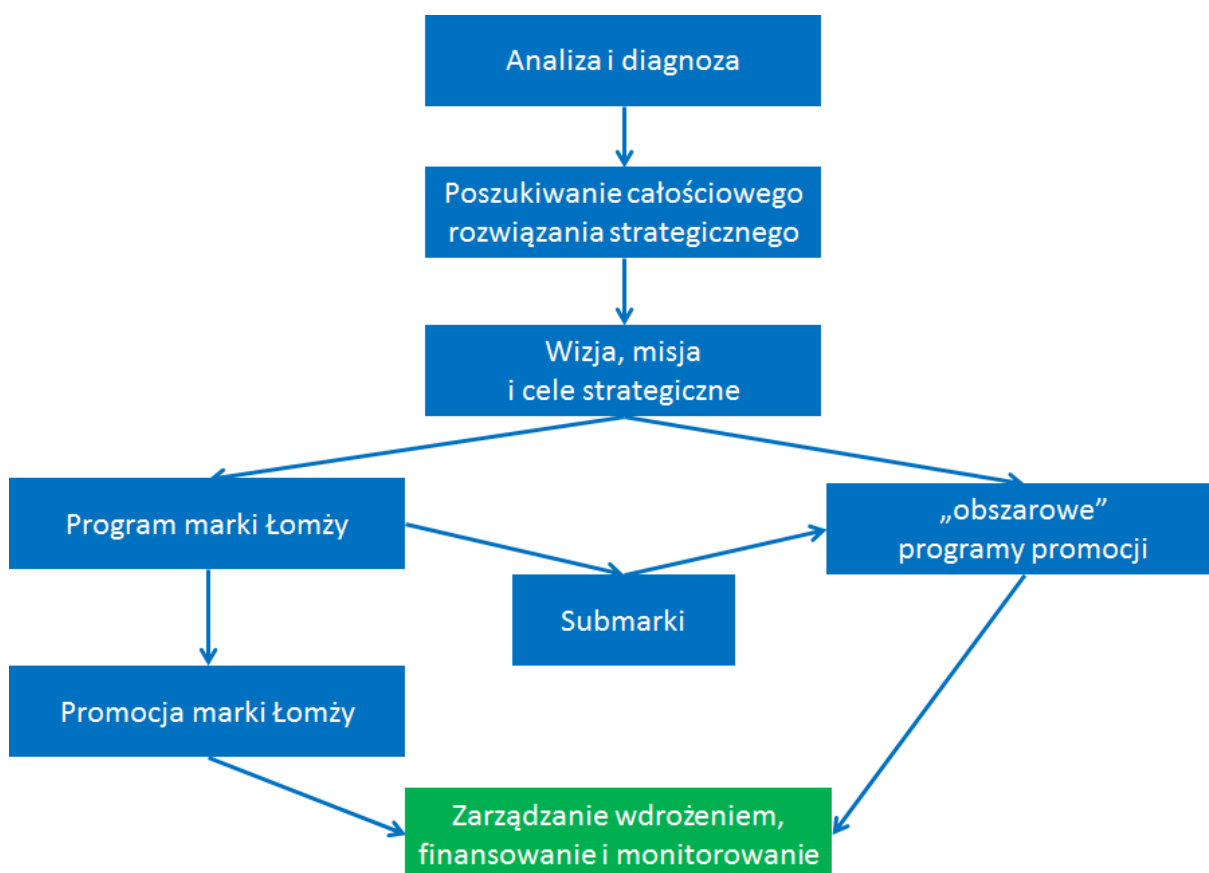 Analiza i diagnoza
Poszukiwanie całościowego
rozwiązania strategicznego
Wizja, misja
i cele strategiczne
Program marki Łomży
„obszarowe”
programy promocji
Submarki
Promocja marki Łomży
Zarządzanie wdrożeniem,
finansowanie i monitorowanie